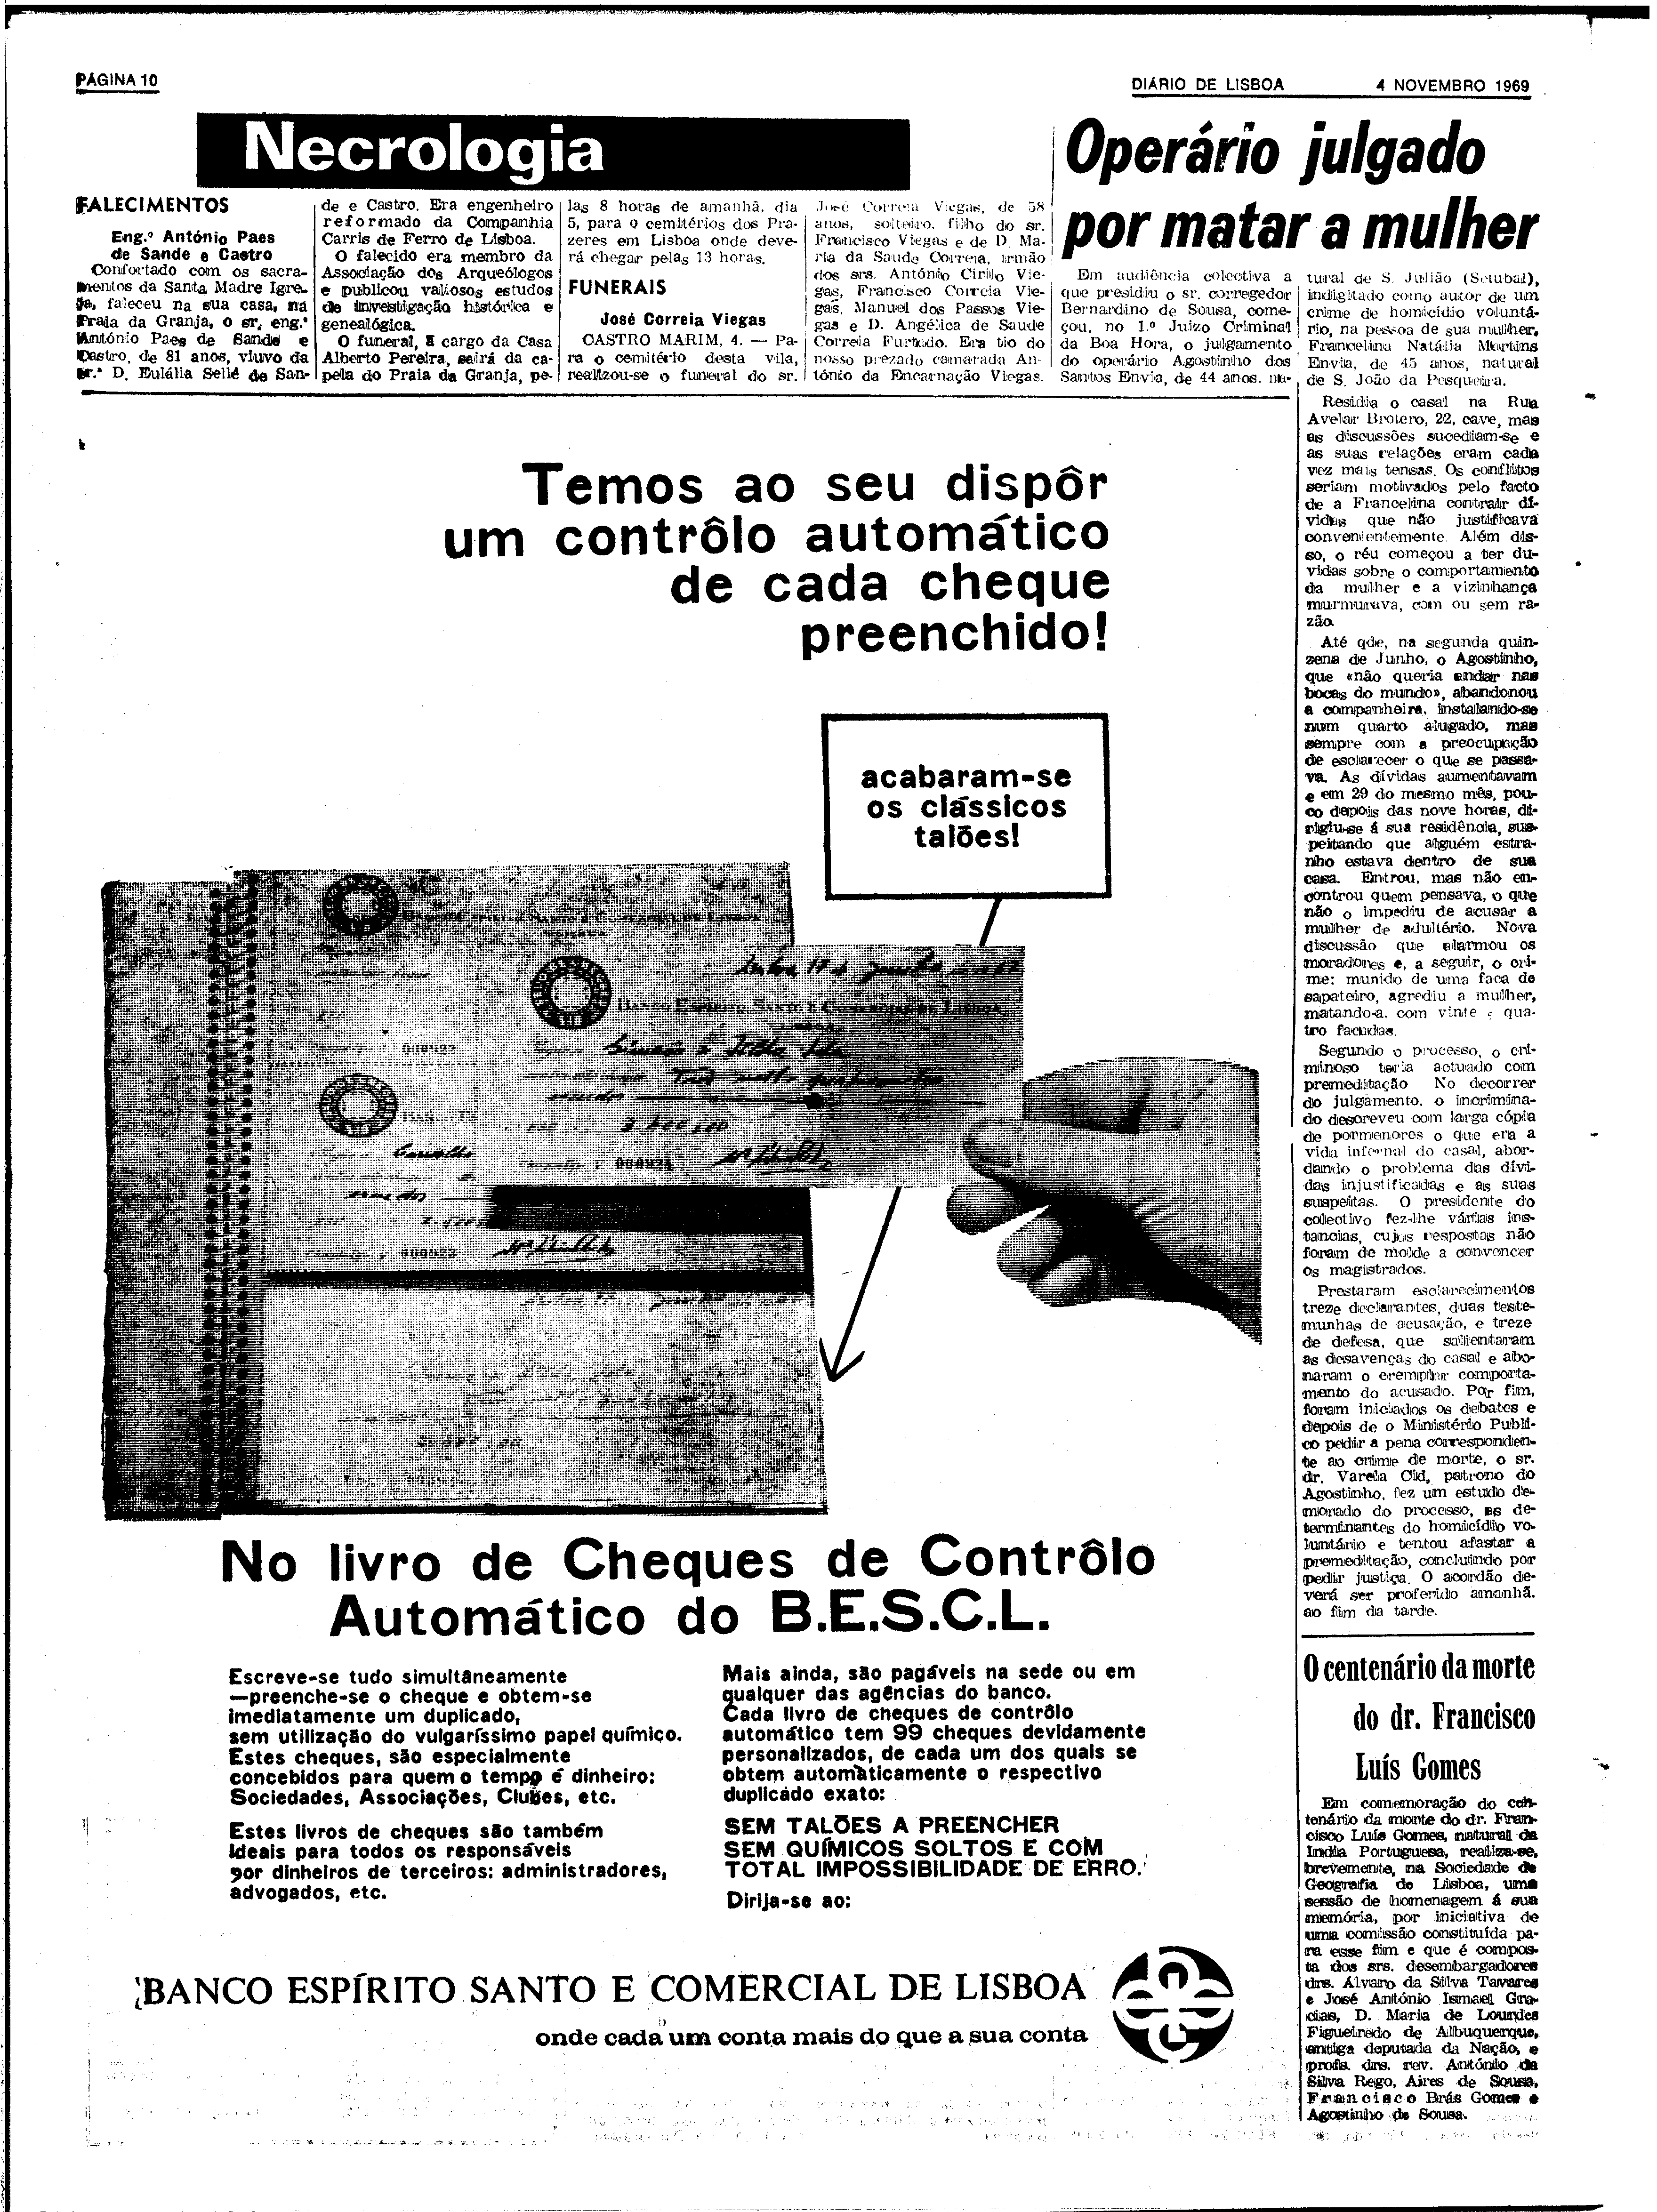 PÁGINA 10
DIÁRIO DE LISBOA 4 NOVEMBRO 1969
Necrologia
FALECIMENTOS
Eng.º António Paes
de Sande e Castro
Confortado com os sacra-
mentos da Santa Madre Igre-
ja, faleceu na sua casa, na
Praia da Granja, o sr. eng.º
António Paes de Sande e
Castro, de 81 anos, viuvo da
sr.ª D. Eulália Sellé de San-
de e Castro. Era engenheiro
reformado da Companhia
Carris de Ferro de Lisboa.
O falecido era membro da
Associação dos Arqueólogos
e publicou valiosos estudos
de investigação histórica e
genealógica.
O funeral, a cargo da Casa
Alberto Pereira, sairá da ca-
pela do Praia da Granja, pe-
las 8 horas de amanhã, dia
5, para o cemitérios dos Pra-
zeres em Lisboa onde deve-
rá chegar pelas 13 horas.
FUNERAIS
José Correia Viegas
CASTRO MARIM, 4. — Pa-
ra o cemitério desta vila,
realizou-se o funeral do sr.
José Correia Viegas, de 58
anos, solteiro, filho do sr.
Francisco Viegas e de D. Ma-
ria da Saude Correia, irmão
dos srs. António Cirilo Vie-
gas, Francisco Correia Vie-
gas, Manuel dos Passos Vie-
gas e D. Angélica de Saude
Correia Furtado. Era tio do
nosso prezado camarada An-
tónio da Encarnação Viegas.
Operário julgado
por matar a mulher
Em audiência colectiva a
que presidiu o sr. corregedor
Bernardino de Sousa, come-
çou, no 1.º Juizo Criminal
da Boa Hora, o julgamento
do operário Agostinho dos
Santos Envia, de 44 anos, na-
tural de S. Julião (Setubal),
indigitado como autor de um
crime de homicídio voluntá-
rio, na pessoa de sua mulher,
Francelina Natália Martins
Envia, de 45 anos, natural
de S. João da Pesqueira.
Residia o casal na Rua
Avelar Brotero, 22, cave, mas
as discussões sucediam-se e
as suas relações eram cada
vez mais tensas. Os conflitos
seriam motivados pelo facto
de a Francelina contrair dí-
vidas que não justificava
convenientemente. Além dis-
so, o réu começou a ter du-
vidas sobre o comportamento
da mulher e a vizinhança
murmurava, com ou sem ra-
zão.
Até qde, na segunda quin-
zena de Junho, o Agostinho,
que «não queria andar nas
bocas do mundo», abandonou
a companheira, instalando-se
num quarto alugado, mas
sempre com a preocupação
de esclarecer o que se passa-
va. As dívidas aumentavam
e em 29 do mesmo mês, pou-
co depois das nove horas, di-
rigiu-se á sua residência, sus-
peitando que alguém estra-
nho estava dentro de sua
casa. Entrou, mas não en-
controu quem pensava, o que
não o impediu de acusar a
mulher de adultério. Nova
discussão que alarmou os
moradores e, a seguir, o cri-
me: munido de uma faca de
sapateiro, agrediu a mulher,
matando-a, com vinte e qua-
tro facadas.
Segundo o processo, o cri-
minoso teria actuado com
premeditação No decorrer
do julgamento, o incrimina-
do descreveu com larga cópia
de pormenores o que era a
vida infernal do casal, abor-
dando o problema das dívi-
das injustificadas e as suas
suspeitas. O presidente do
colectivo fez-lhe várias ins-
tancias, cujas respostas não
foram de molde a convencer
os magistrados.
Prestaram esclarecimentos
treze declarantes, duas teste-
munhas de acusação, e treze
de defesa, que salientaram
as desavenças do casal e abo-
naram o eremplar comporta-
mento do acusado. Por fim,
foram iniciados os debates e
depois de o Ministério Publi-
co pedir a pena corresponden-
te ao crime de morte, o sr.
dr. Varela Cid, patrono do
Agostinho, fez um estudo de-
morado do processo, as de-
terminantes do homicídio vo-
luntário e tentou afastar a
premeditação, concluindo por
pedir justiça. O acordão de-
verá ser proferido amanhã,
ao fim da tarde.
Temos ao seu dispôr
um contrôlo automático
de cada cheque
preenchido!
acabaram-se
os clássicos
talões!
BANCO ESPIRITO SANTO E COMERCIAL DE LISBOA
000923
000924
000923
No livro de Cheques de Contrôlo
Automático do B.E.S.C.L.
Escreve-se tudo simultâneamente
—preenche-se o cheque e obtem-se
imediatamente um duplicado,
sem utilização do vulgaríssimo papel químico.
Estes cheques, são especialmente
concebidos para quem o tempo é dinheiro:
Sociedades, Associações, Clubes, etc.
Estes livros de cheques são também
ideais para todos os responsáveis
por dinheiros de terceiros: administradores,
advogados, etc.
Mais ainda, são pagáveis na sede ou em
qualquer das agências do banco.
Cada livro de cheques de contrôlo
automático tem 99 cheques devidamente
personalizados, de cada um dos quais se
obtem automàticamente o respectivo
duplicado exato:
SEM TALÕES A PREENCHER
SEM QUÍMICOS SOLTOS E COM
TOTAL IMPOSSIBILIDADE DE ERRO.
Dirija-se ao:
BANCO ESPÍRITO SANTO E COMERCIAL DE LISBOA
onde cada um conta mais do que a sua conta
O centenário da morte
do dr. Francisco
Luís Gomes
Em comemoração do cen-
tenário da morte do dr. Fran-
cisco Luís Gomes, natural da
India Portuguesa, realiza-se,
brevemente, na Sociedade de
Geografia de Lisboa, uma
sessão de homenagem á sua
memória, por iniciativa de
uma comissão constituída pa-
ra esse fim e que é compos-
ta dos srs. desembargadores
drs. Alvaro da Silva Tavares
e José António Ismael Gra-
cias, D. Maria de Lourdes
Figueiredo de Albuquerque,
antiga deputada da Nação, e
profs. drs. rev. António da
Silva Rego, Aires de Sousa,
Francisco Brás Gomes e
Agostinho de Sousa.